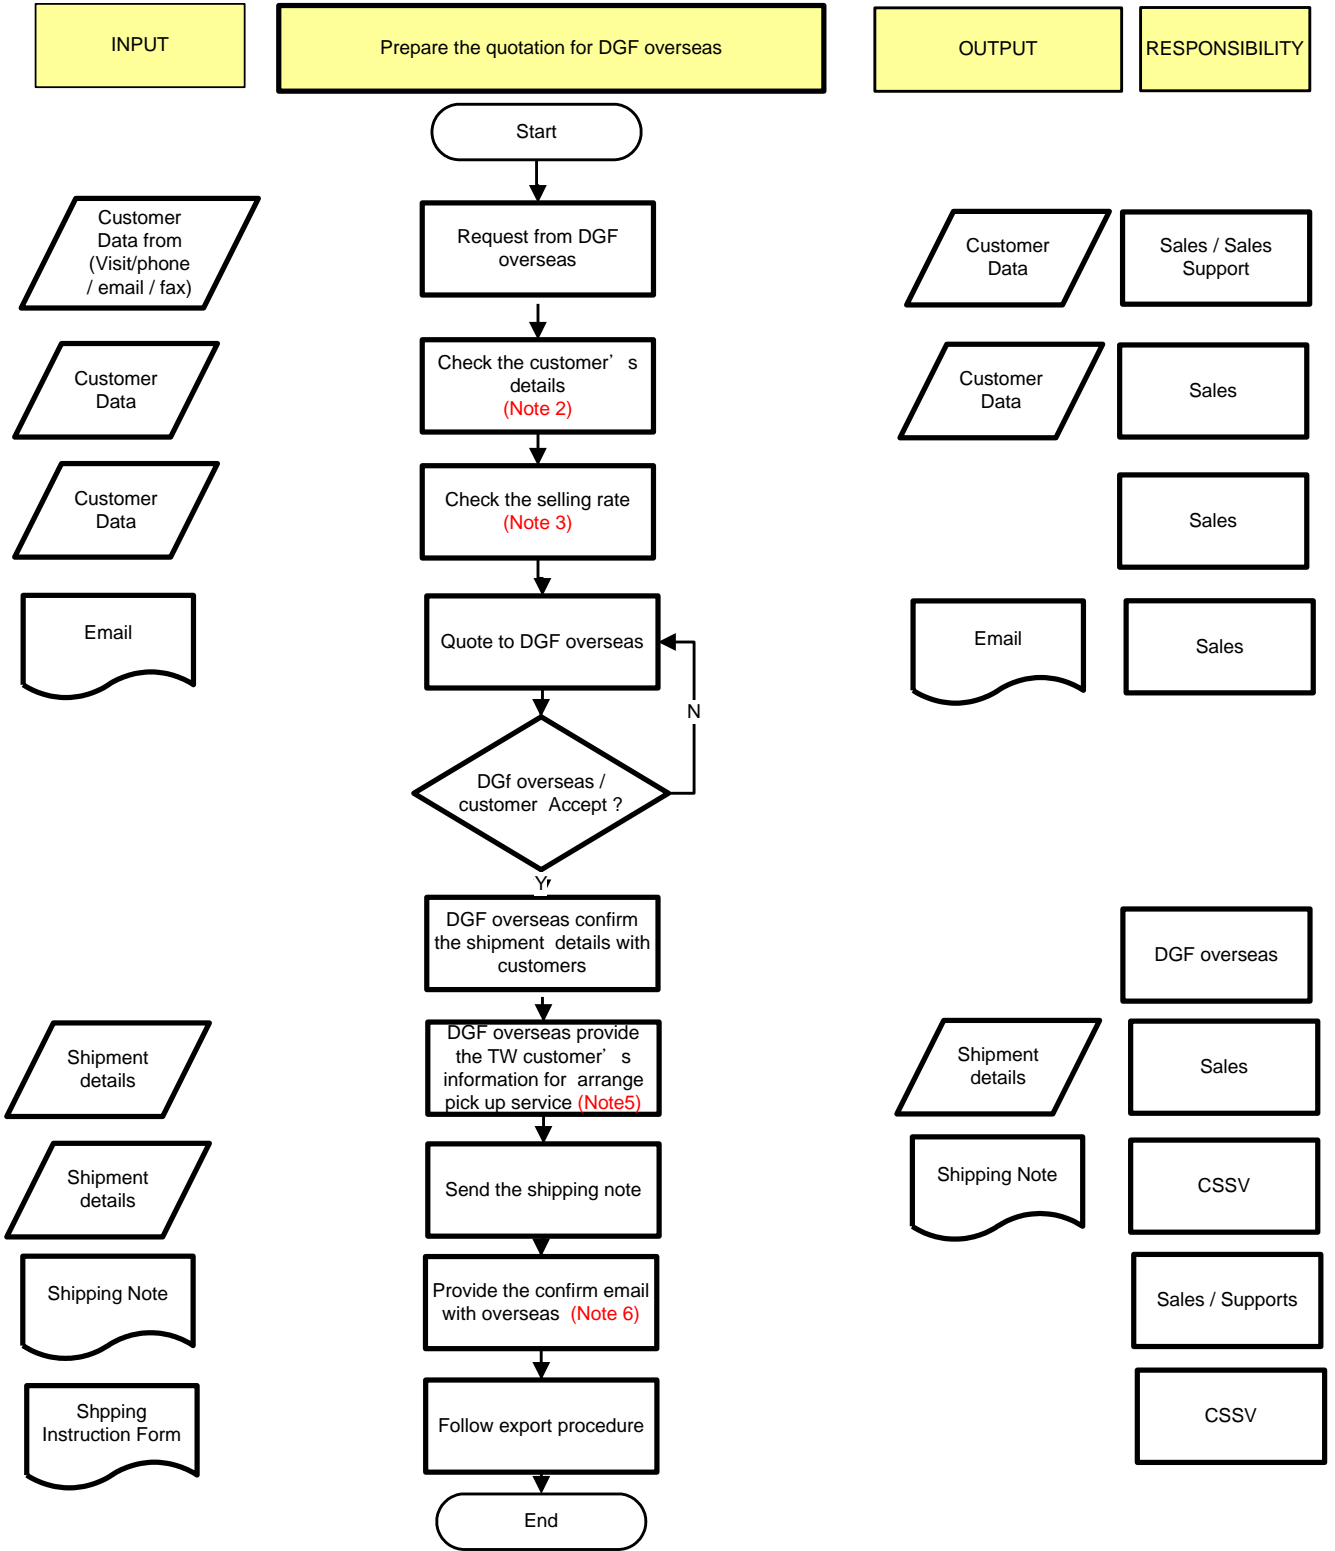 INPUT
Prepare the quotation for DGF overseas
OUTPUT
RESPONSIBILITY
Start
Customer
Data from
(Visit/phone
/ email / fax)
Request from DGF
overseas
Customer
Data
Sales / Sales
Support
Customer
Data
Check the customer’s
details
(Note 2)
Customer
Data
Sales
Customer
Data
Check the selling rate
(Note 3)
Sales
Email
Quote to DGF overseas
Email
Sales
N
DGf overseas /
customer Accept ?
Y
DGF overseas confirm
the shipment details with
customers
DGF overseas
Shipment
details
DGF overseas provide
the TW customer’s
information for arrange
pick up service (Note5)
Shipment
details
Sales
Shipment
details
Send the shipping note
Shipping Note
CSSV
Shipping Note
Provide the confirm email
with overseas (Note 6)
Sales / Supports
Shpping
Instruction Form
Follow export procedure
CSSV
End